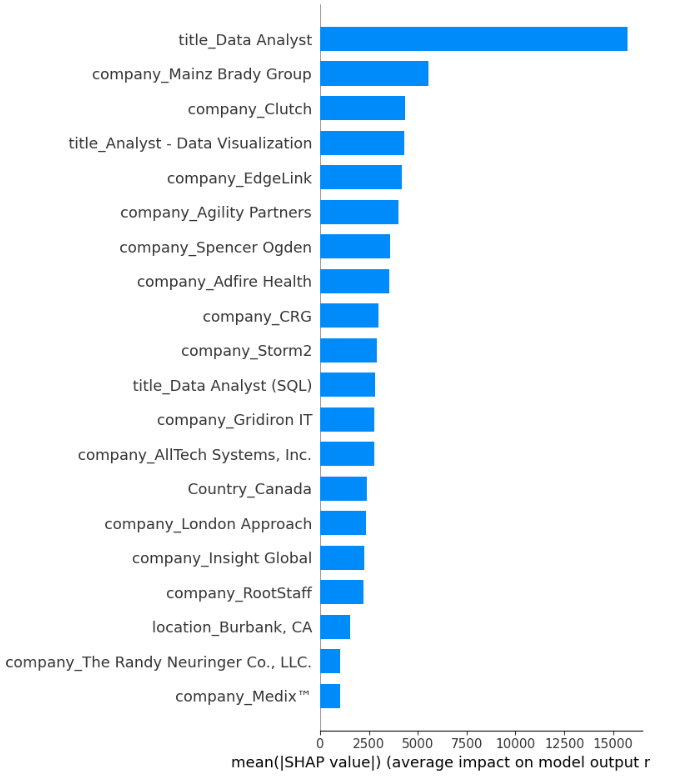 title_Data Analyst
company_Mainz Brady Group
company_Clutch
title_Analyst - Data Visualization
company_EdgeLink
company_Agility Partners
company_Spencer Ogden
company_Adfire Health
company_CRG
company_Storm2
title_Data Analyst (SQL)
company_Gridiron IT
company_AllTech Systems, Inc.
Country_Canada
company_London Approach
company_Insight Global
company_RootStaff
location_Burbank, CA
company_The Randy Neuringer Co., LLC.
company_Medix™
0 2500 5000 7500 10000 12500 15000
mean(|SHAP value|) (average impact on model output r